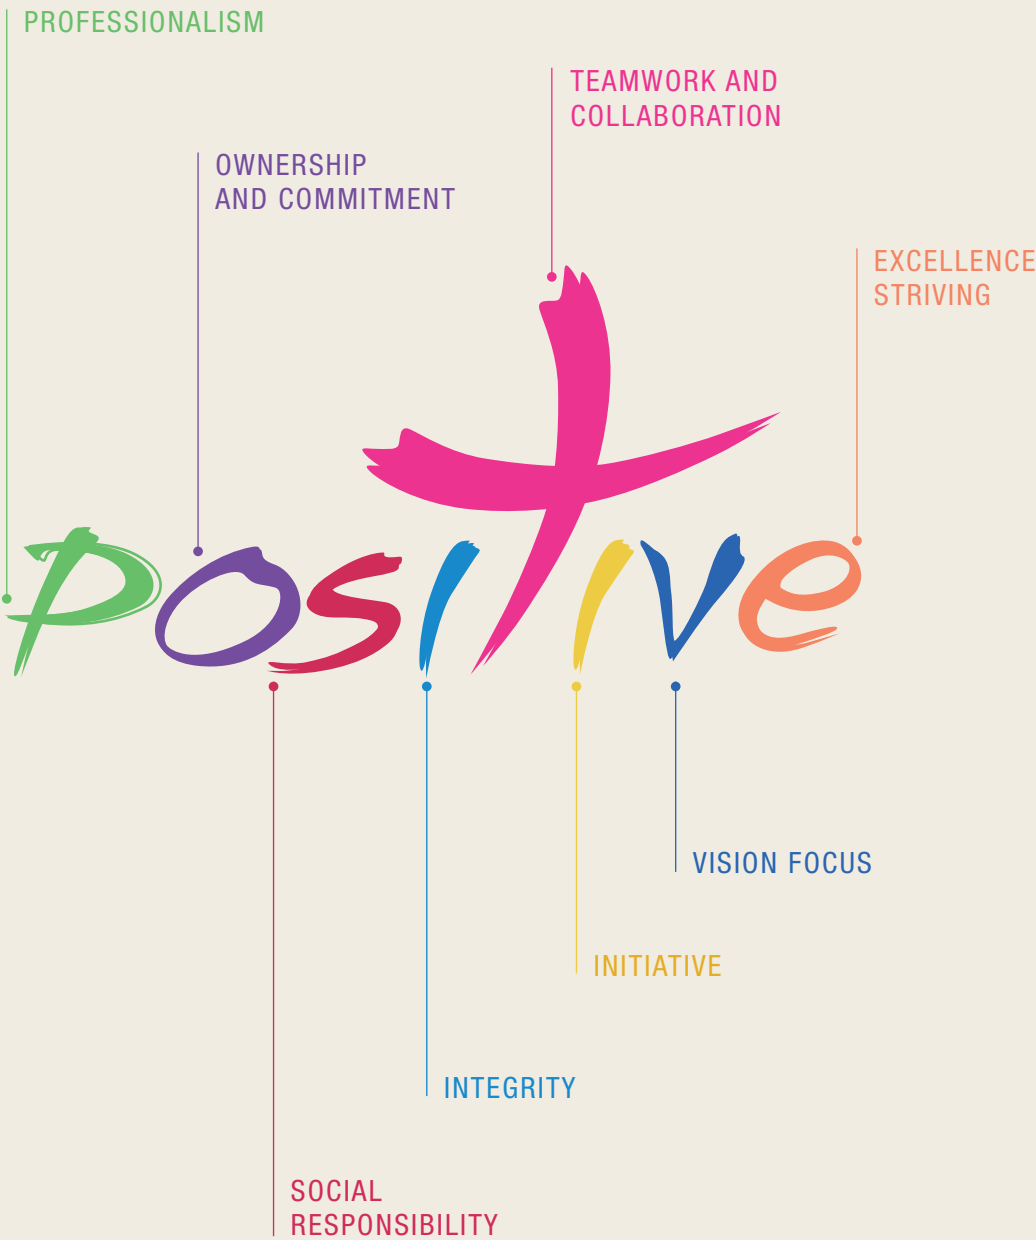 PROFESSIONALISM
TEAMWORK AND
COLLABORATION
OWNERSHIP
AND COMMITMENT
EXCELLENCE
STRIVING
Positive
VISION FOCUS
INITIATIVE
INTEGRITY
SOCIAL
RESPONSIBILITY